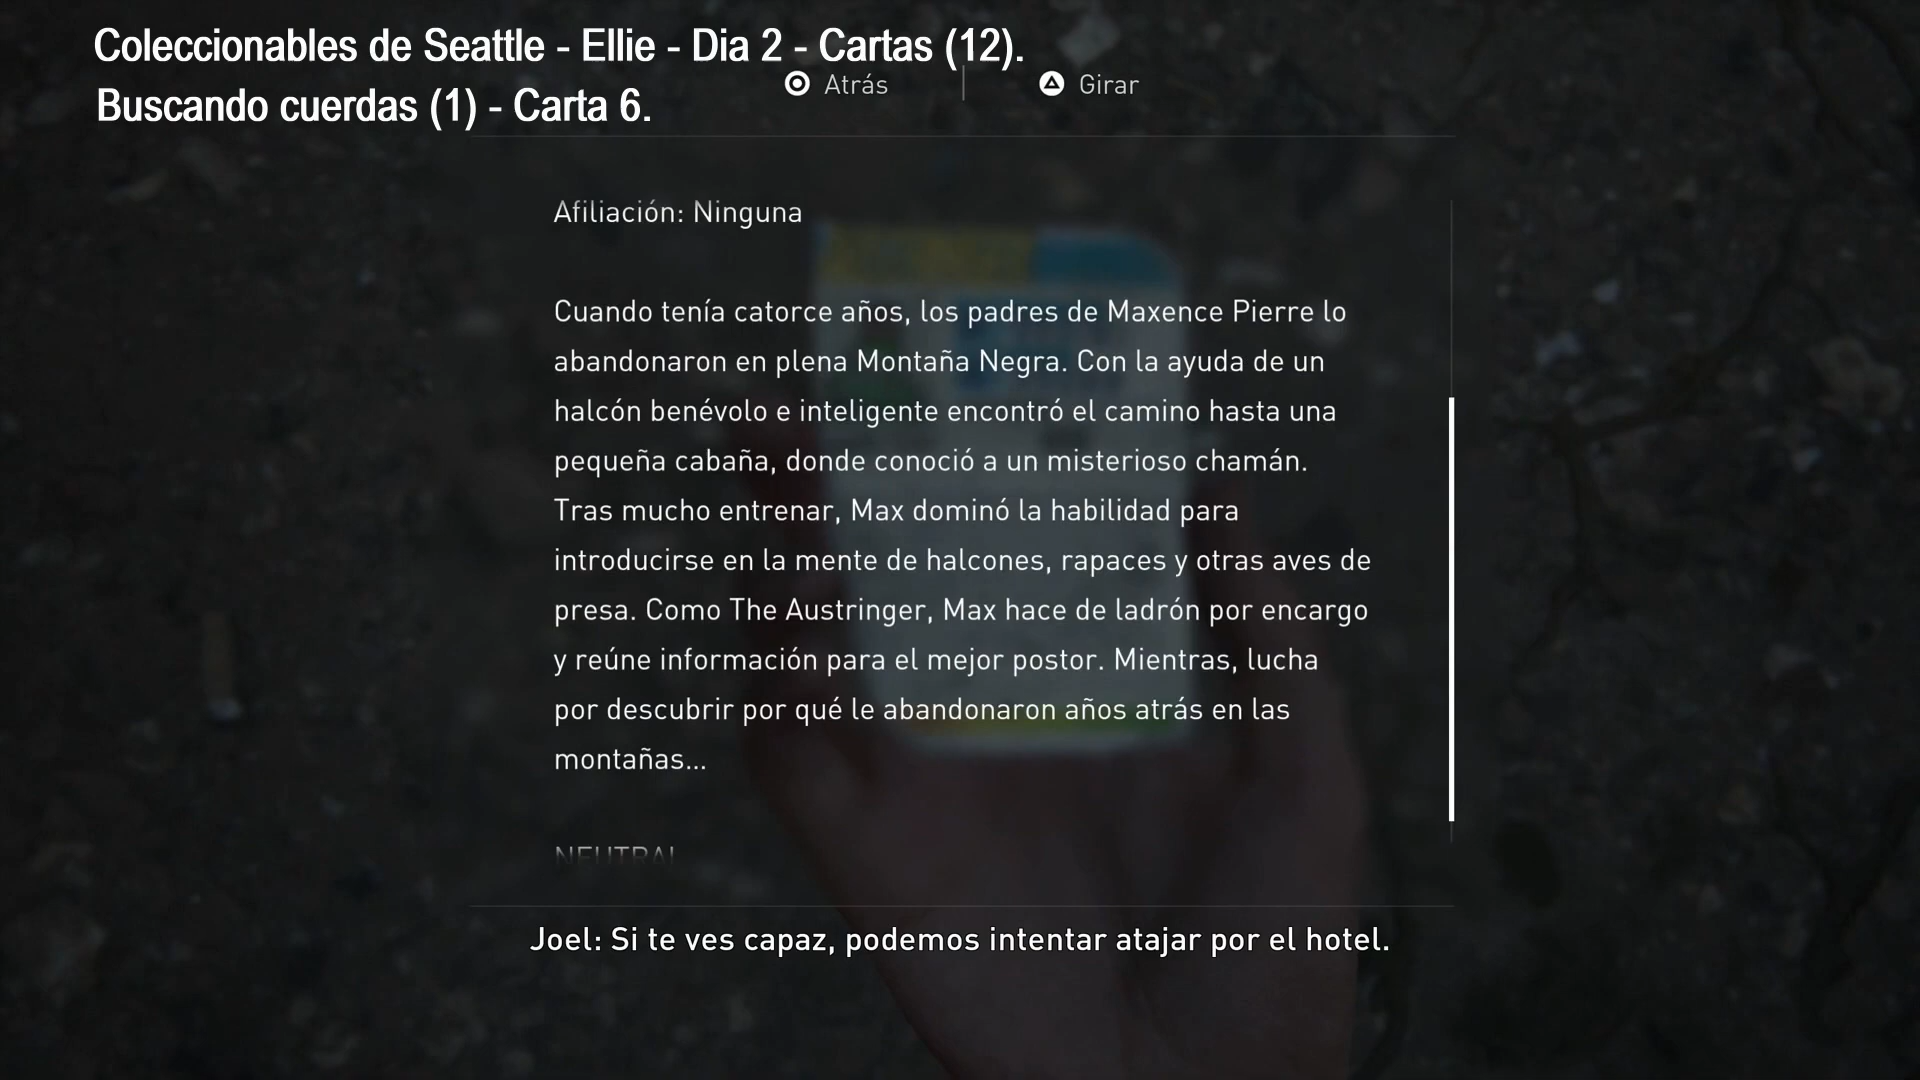 Coleccionables de Seattle - Ellie - Dia 2 - Cartas (12).
Atrás | Girar
Buscando cuerdas (1) - Carta 6.
Afiliación: Ninguna
Cuando tenía catorce años, los padres de Maxence Pierre lo
abandonaron en plena Montaña Negra. Con la ayuda de un
halcón benévolo e inteligente encontró el camino hasta una
pequeña cabaña, donde conoció a un misterioso chamán.
Tras mucho entrenar, Max dominó la habilidad para
introducirse en la mente de halcones, rapaces y otras aves de
presa. Como The Austringer, Max hace de ladrón por encargo
y reúne información para el mejor postor. Mientras, lucha
por descubrir por qué le abandonaron años atrás en las
montañas...
NEUTRAL
Joel: Si te ves capaz, podemos intentar atajar por el hotel.